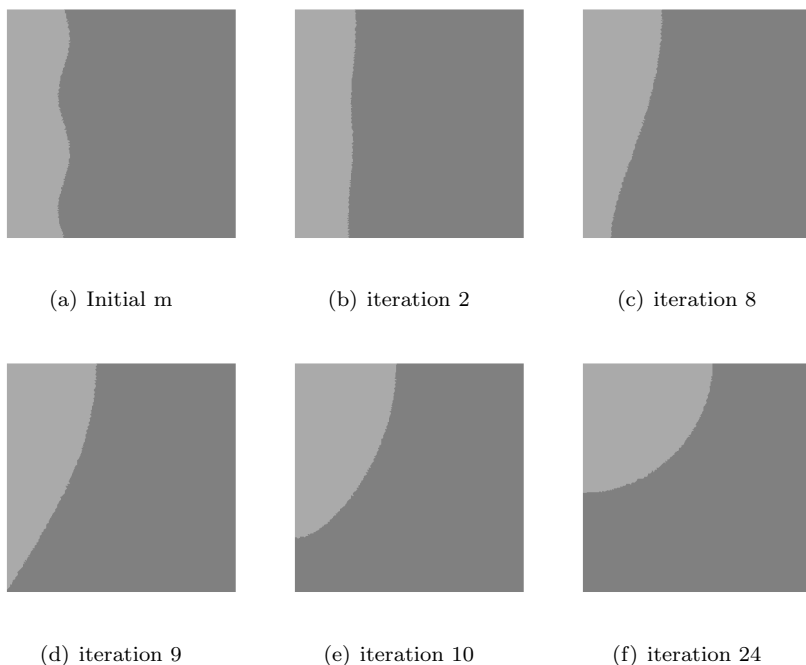 (a) Initial m
(b) iteration 2
(c) iteration 8
(d) iteration 9
(e) iteration 10
(f) iteration 24